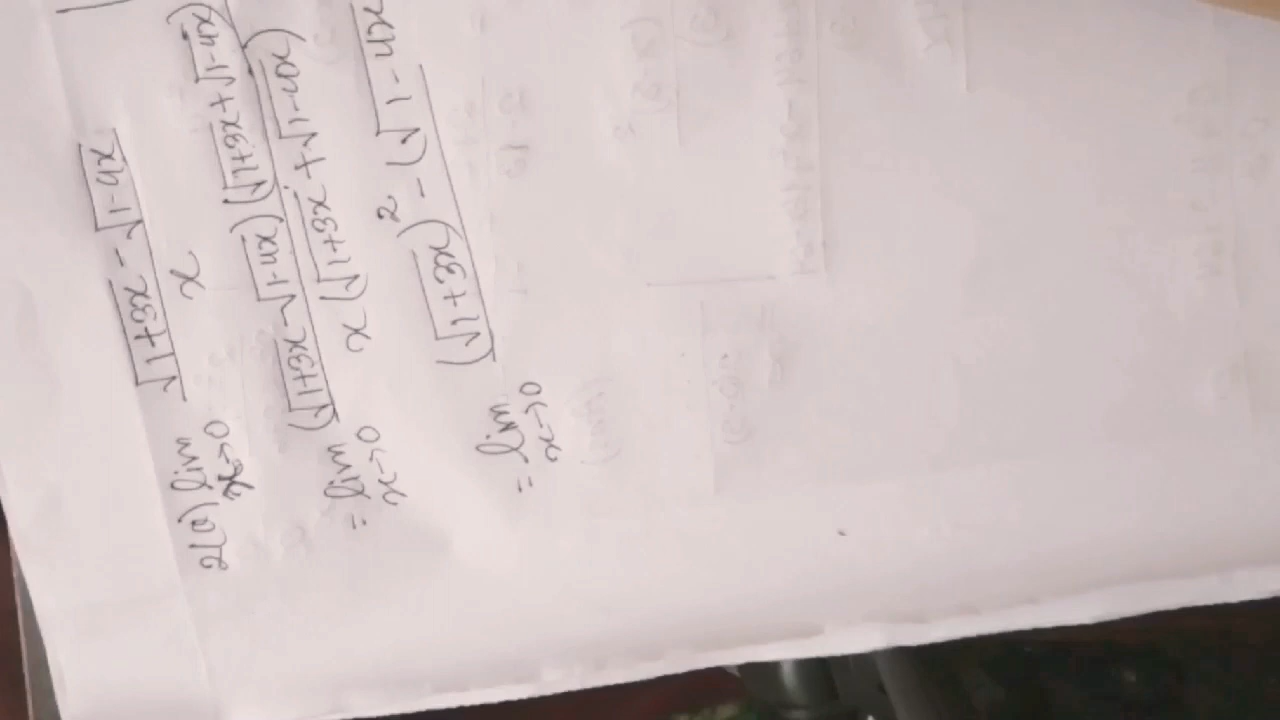 2(a) lim x→0 √1+3x - √1-4x / x
= lim x→0 (√1+3x - √1-4x) (√1+3x + √1-4x) / x (√1+3x + √1-4x)
= lim x→0 (√1+3x)² - (√1-4x